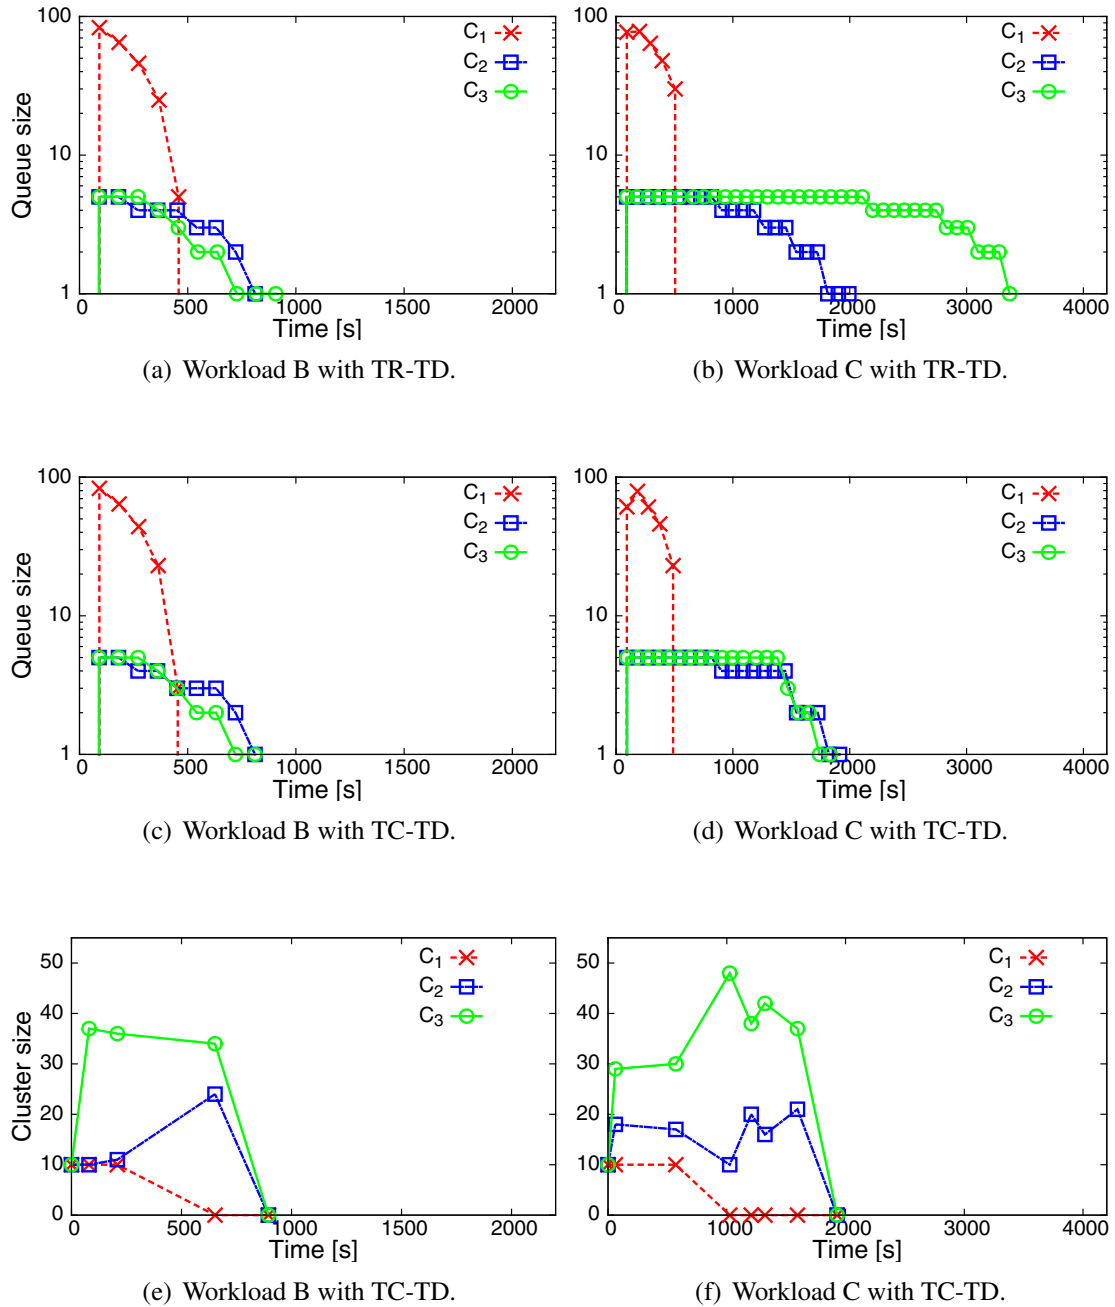 100
10
1
Queue size
C1
C2
C3
0 500 1000 1500 2000
Time [s]
(a) Workload B with TR-TD.
100
10
1
C1
C2
C3
0 1000 2000 3000 4000
Time [s]
(b) Workload C with TR-TD.
100
10
1
Queue size
C1
C2
C3
0 500 1000 1500 2000
Time [s]
(c) Workload B with TC-TD.
100
10
1
C1
C2
C3
0 1000 2000 3000 4000
Time [s]
(d) Workload C with TC-TD.
50
40
30
20
10
0
Cluster size
C1
C2
C3
0 500 1000 1500 2000
Time [s]
(e) Workload B with TC-TD.
50
40
30
20
10
0
C1
C2
C3
0 1000 2000 3000 4000
Time [s]
(f) Workload C with TC-TD.